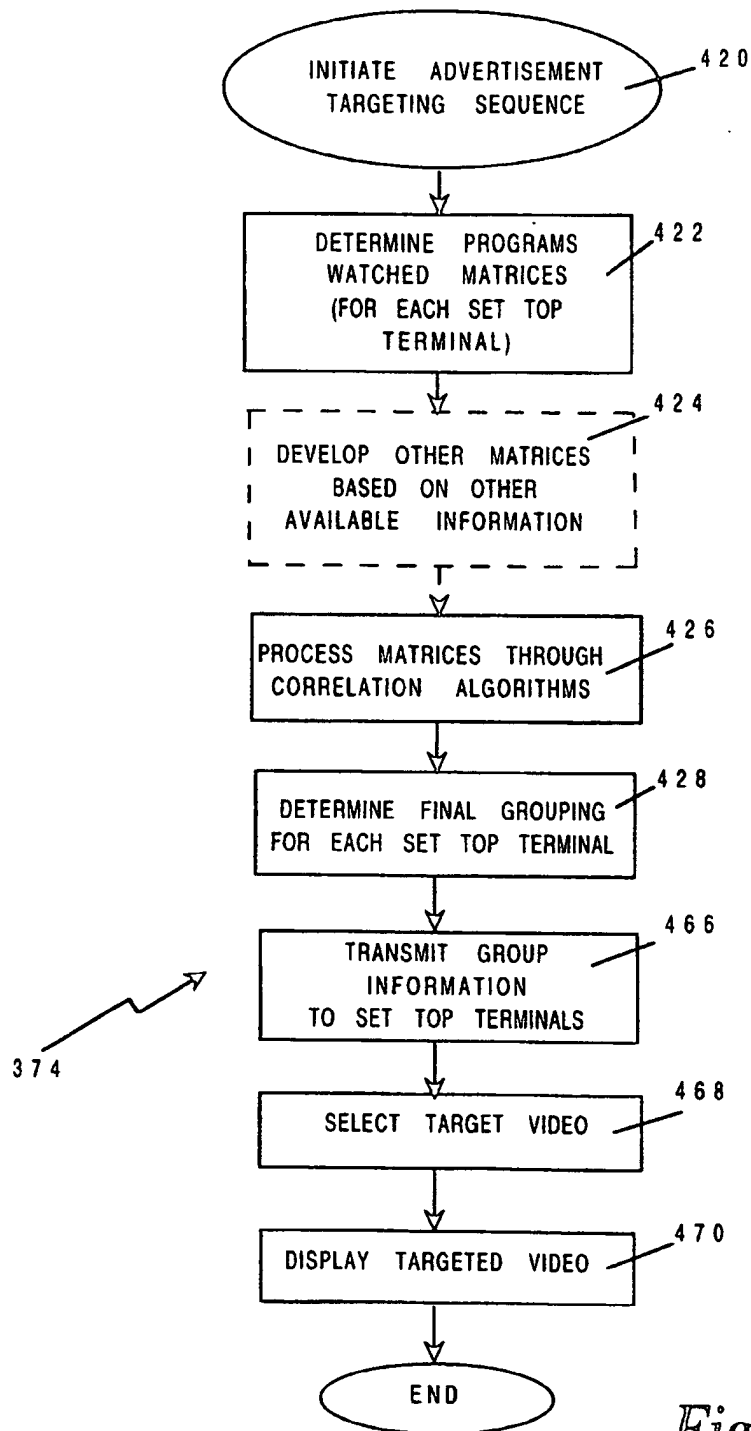 INITIATE ADVERTISEMENT
TARGETING SEQUENCE
420
DETERMINE PROGRAMS
WATCHED MATRICES
(FOR EACH SET TOP
TERMINAL)
422
DEVELOP OTHER MATRICES
BASED ON OTHER
AVAILABLE INFORMATION
424
PROCESS MATRICES THROUGH
CORRELATION ALGORITHMS
426
DETERMINE FINAL GROUPING
FOR EACH SET TOP TERMINAL
428
TRANSMIT GROUP
INFORMATION
TO SET TOP TERMINALS
466
374
SELECT TARGET VIDEO
468
DISPLAY TARGETED VIDEO
470
END